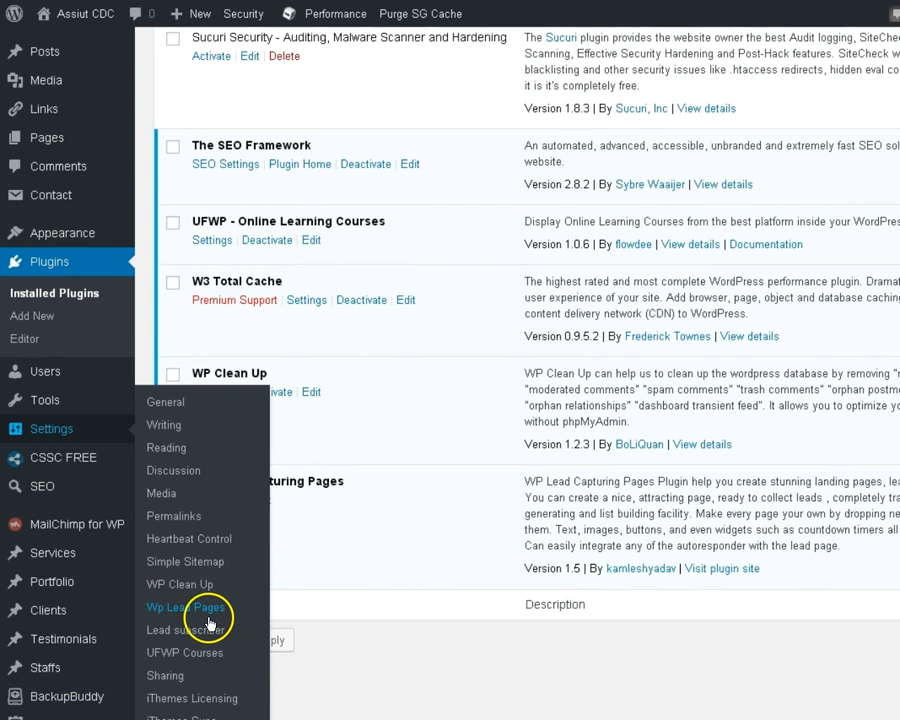 Assiut CDC
0
New
Security
Performance
Purge SG Cache
Posts
Media
Links
Pages
Comments
Contact
Appearance
Plugins
Installed Plugins
Add New
Editor
Users
Tools
Settings
CSSC FREE
SEO
MailChimp for WP
Services
Portfolio
Clients
Testimonials
Staffs
BackupBuddy
General
Writing
Reading
Discussion
Media
Permalinks
Heartbeat Control
Simple Sitemap
WP Clean Up
Wp Lead Pages
Lead subscriber
UFWP Courses
Sharing
iThemes Licensing
Sucuri Security - Auditing, Malware Scanner and Hardening
Activate | Edit | Delete
The Sucuri plugin provides the website owner the best Audit logging, SiteChe
Scanning, Effective Security Hardening and Post-Hack features. SiteCheck w
blacklisting and other security issues like .htaccess redirects, hidden eval co
it is it's completely free.
Version 1.8.3 | By Sucuri, Inc | View details
The SEO Framework
SEO Settings | Plugin Home | Deactivate | Edit
An automated, advanced, accessible, unbranded and extremely fast SEO sol
website.
Version 2.8.2 | By Sybre Waaijer | View details
UFWP - Online Learning Courses
Settings | Deactivate | Edit
Display Online Learning Courses from the best platform inside your WordPres
Version 1.0.6 | By flowdee | View details | Documentation
W3 Total Cache
Premium Support | Settings | Deactivate | Edit
The highest rated and most complete WordPress performance plugin. Dramat
user experience of your site. Add browser, page, object and database caching
content delivery network (CDN) to WordPress.
Version 0.9.5.2 | By Frederick Townes | View details
WP Clean Up
ivate | Edit
WP Clean Up can help us to clean up the wordpress database by removing "r
"moderated comments" "spam comments" "trash comments" "orphan postme
"orphan relationships" "dashboard transient feed". It allows you to optimize yo
without phpMyAdmin.
Version 1.2.3 | By BoLiQuan | View details
turing Pages
WP Lead Capturing Pages Plugin help you create stunning landing pages, lea
You can create a nice, attracting page, ready to collect leads , completely tra
generating and list building facility. Make every page your own by dropping ne
them. Text, images, buttons, and even widgets such as countdown timers all
Can easily integrate any of the autoresponder with the lead page.
Version 1.5 | By kamleshyadav | Visit plugin site
Description
ply